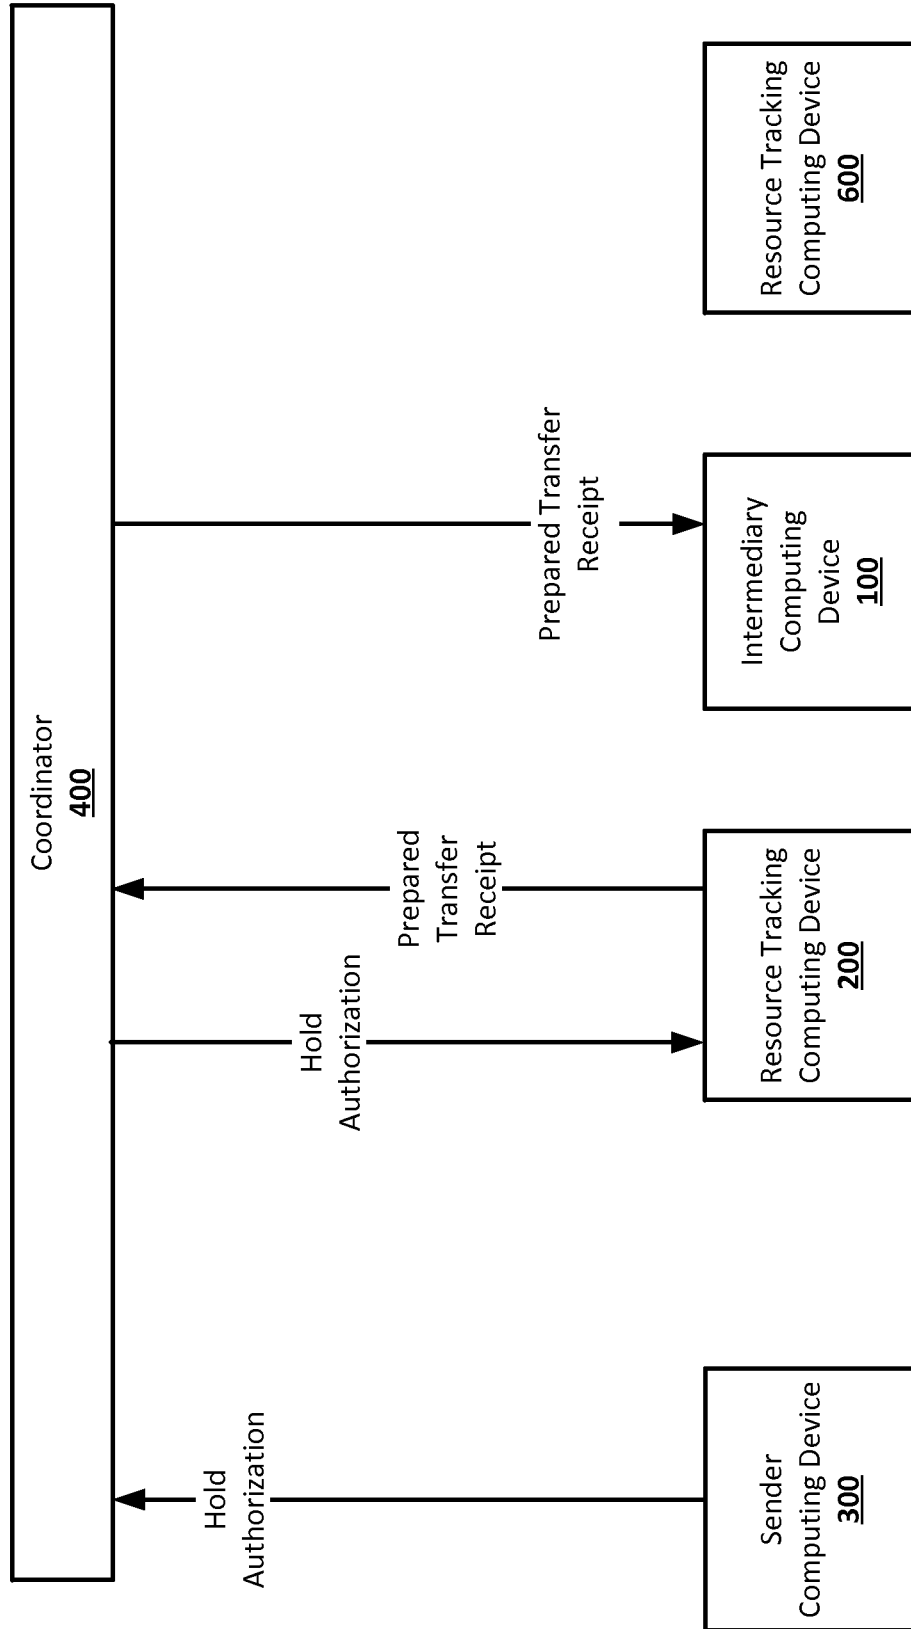 Coordinator
400
Hold
Authorization
Hold
Authorization
Prepared
Transfer
Receipt
Prepared Transfer
Receipt
Sender
Computing Device
300
Resource Tracking
Computing Device
200
Intermediary
Computing
Device
100
Resource Tracking
Computing Device
600